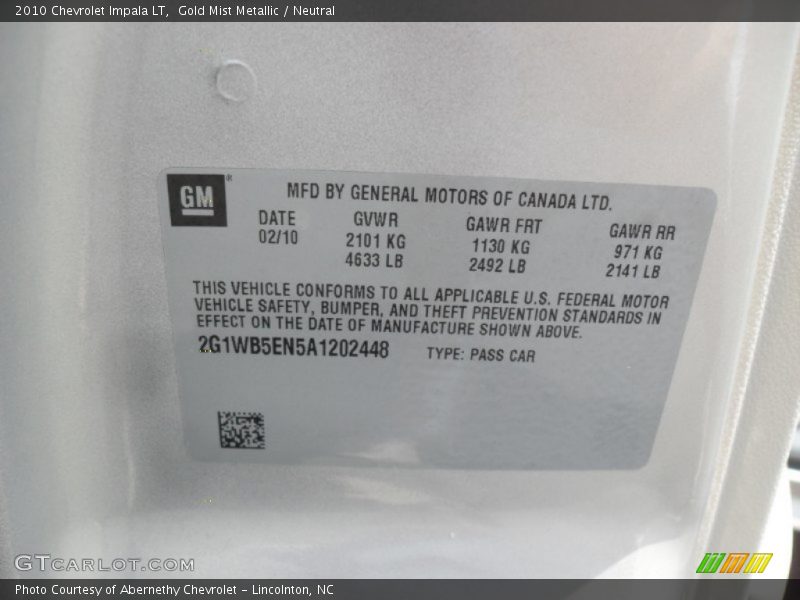 2010 Chevrolet Impala LT, Gold Mist Metallic / Neutral
GM®
MFD BY GENERAL MOTORS OF CANADA LTD.
DATE GVWR GAWR FRT GAWR RR
02/10 2101 KG 1130 KG 971 KG
4633 LB 2492 LB 2141 LB
THIS VEHICLE CONFORMS TO ALL APPLICABLE U.S. FEDERAL MOTOR
VEHICLE SAFETY, BUMPER, AND THEFT PREVENTION STANDARDS IN
EFFECT ON THE DATE OF MANUFACTURE SHOWN ABOVE.
2G1WB5EN5A1202448 TYPE: PASS CAR
GTCARLOT.COM
Photo Courtesy of Abernethy Chevrolet - Lincolnton, NC